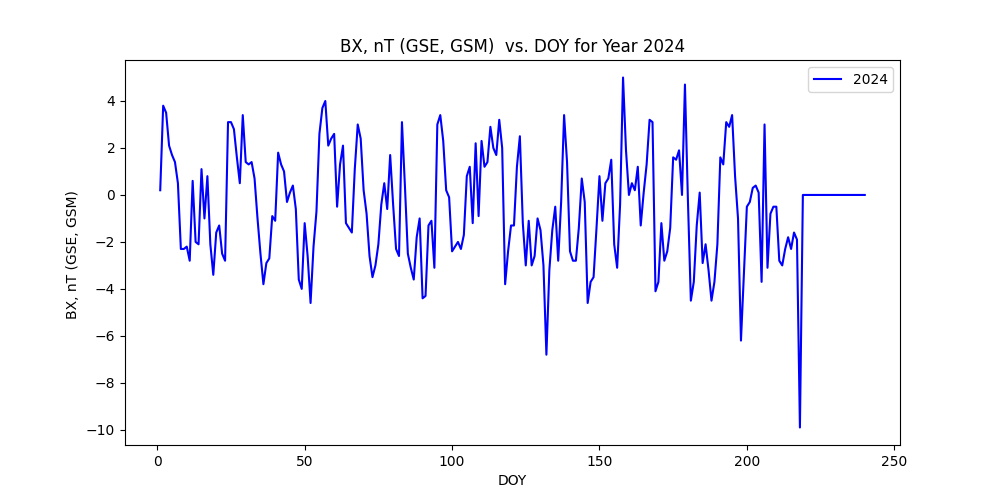 BX, nT (GSE, GSM)  vs. DOY for Year 2024
2024
4
2
0
−2
−4
−6
−8
−10
BX, nT (GSE, GSM)
0 50 100 150 200 250
DOY